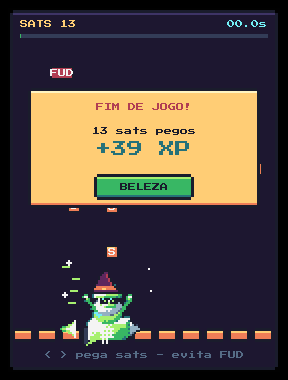 SATS 13
00.0s
FUD
FIM DE JOGO!
13 sats pegos
+39 XP
BELEZA
S
< > pega sats - evita FUD